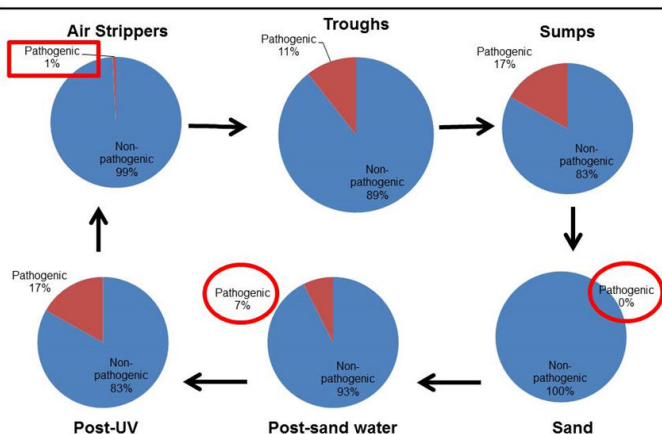 Air Strippers
Pathogenic
1%
Non-
pathogenic
99%
Troughs
Pathogenic
11%
Non-
pathogenic
89%
Sumps
Pathogenic
17%
Non-
pathogenic
83%
Pathogenic
17%
Non-
pathogenic
83%
Post-UV
Pathogenic
7%
Non-
pathogenic
93%
Post-sand water
Pathogenic
0%
Non-
pathogenic
100%
Sand